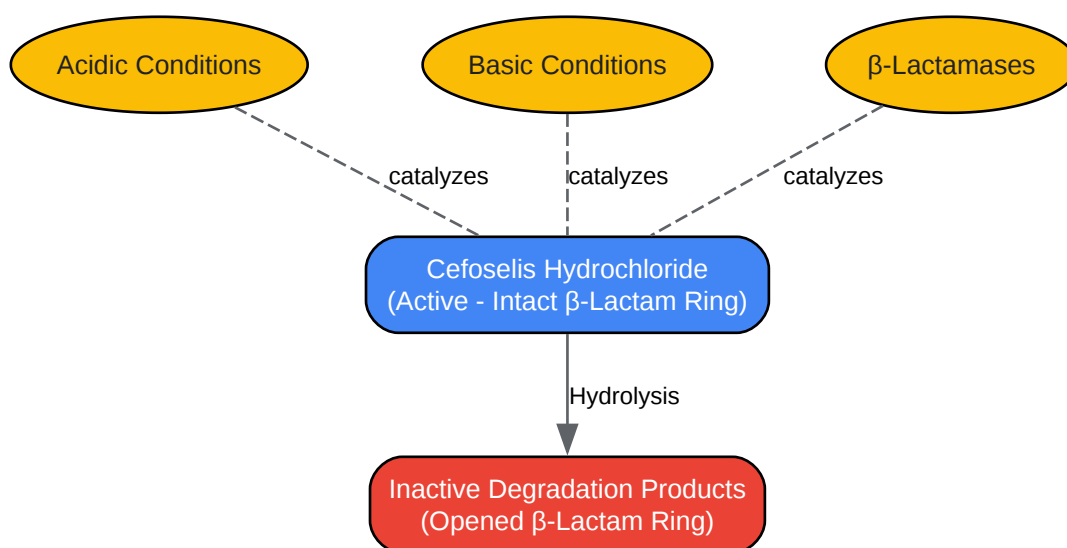 Acidic Conditions
Basic Conditions
β-Lactamases
catalyzes
catalyzes
catalyzes
Cefoselis Hydrochloride
(Active - Intact β-Lactam Ring)
Hydrolysis
Inactive Degradation Products
(Opened β-Lactam Ring)